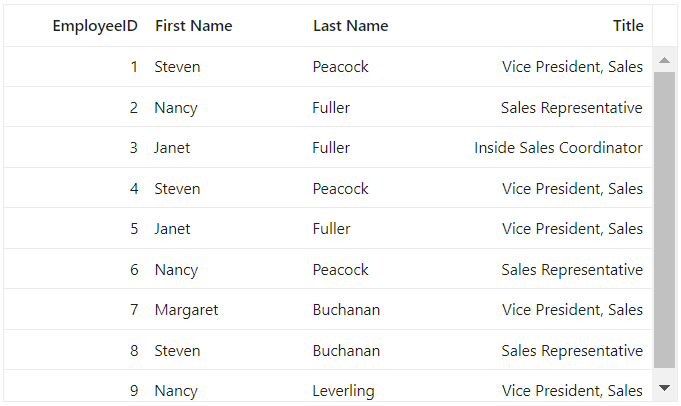 EmployeeID First Name Last Name Title
1 Steven Peacock Vice President, Sales
2 Nancy Fuller Sales Representative
3 Janet Fuller Inside Sales Coordinator
4 Steven Peacock Vice President, Sales
5 Janet Fuller Vice President, Sales
6 Nancy Peacock Sales Representative
7 Margaret Buchanan Vice President, Sales
8 Steven Buchanan Sales Representative
9 Nancy Leverling Vice President, Sales